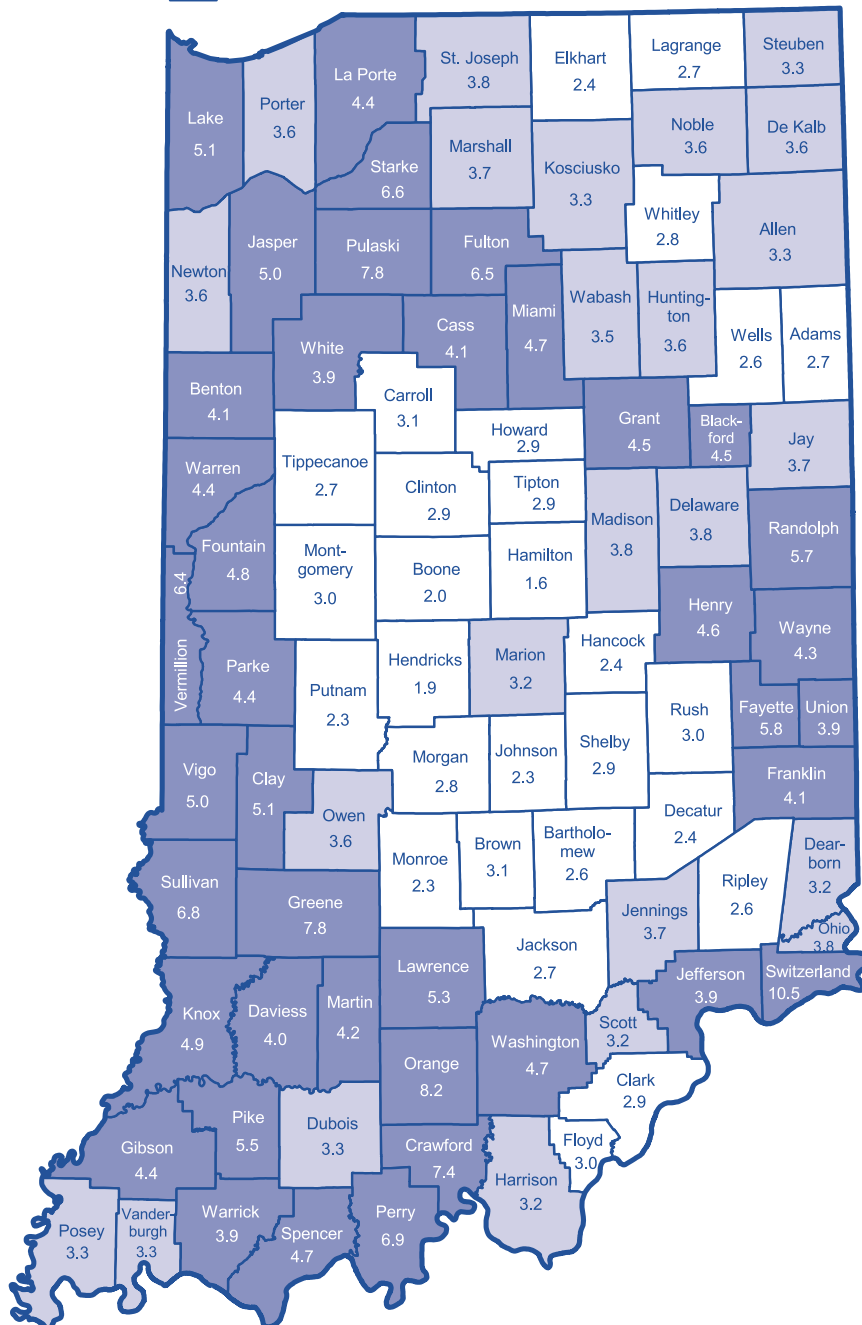 Lake
5.1
Porter
3.6
La Porte
4.4
St. Joseph
3.8
Elkhart
2.4
Lagrange
2.7
Steuben
3.3
Starke
6.6
Marshall
3.7
Kosciusko
3.3
Noble
3.6
De Kalb
3.6
Whitley
2.8
Allen
3.3
Newton
3.6
Jasper
5.0
Pulaski
7.8
Fulton
6.5
Miami
4.7
Wabash
3.5
Hunting-
ton
3.6
Wells
2.6
Adams
2.7
White
3.9
Cass
4.1
Benton
4.1
Carroll
3.1
Howard
2.9
Grant
4.5
Black-
ford
4.5
Jay
3.7
Warren
4.4
Tippecanoe
2.7
Clinton
2.9
Tipton
2.9
Madison
3.8
Delaware
3.8
Randolph
5.7
Fountain
4.8
Mont-
gomery
3.0
Boone
2.0
Hamilton
1.6
Henry
4.6
Wayne
4.3
Vermillion
6.4
Parke
4.4
Putnam
2.3
Hendricks
1.9
Marion
3.2
Hancock
2.4
Rush
3.0
Fayette
5.8
Union
3.9
Vigo
5.0
Clay
5.1
Owen
3.6
Morgan
2.8
Johnson
2.3
Shelby
2.9
Franklin
4.1
Decatur
2.4
Sullivan
6.8
Greene
7.8
Monroe
2.3
Brown
3.1
Bartholo-
mew
2.6
Jennings
3.7
Ripley
2.6
Dear-
born
3.2
Ohio
3.8
Jackson
2.7
Lawrence
5.3
Jefferson
3.9
Switzerland
10.5
Knox
4.9
Daviess
4.0
Martin
4.2
Orange
8.2
Washington
4.7
Scott
3.2
Clark
2.9
Floyd
3.0
Gibson
4.4
Pike
5.5
Dubois
3.3
Crawford
7.4
Harrison
3.2
Posey
3.3
Vander-
burgh
3.3
Warrick
3.9
Spencer
4.7
Perry
6.9